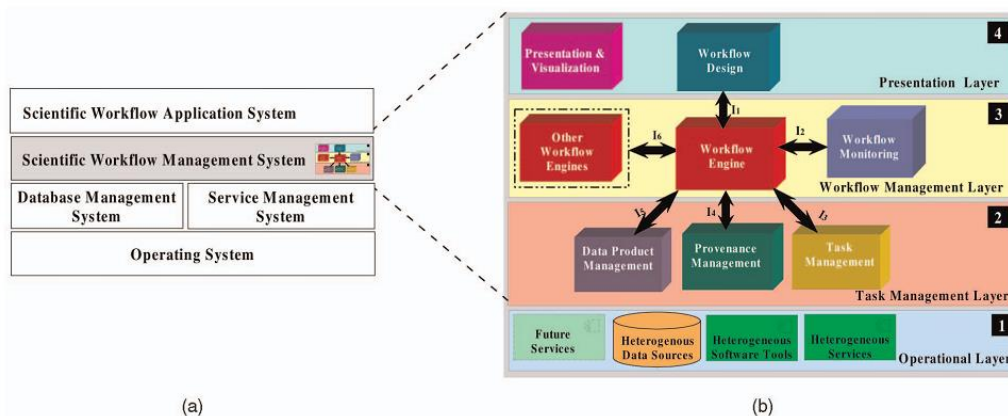 Scientific Workflow Application System
Scientific Workflow Management System
Database Management
System
Service Management
System
Operating System
(a)
4
Presentation &
Visualization
Workflow
Design
Presentation Layer
I1
3
Other
Workflow
Engines
I6
Workflow
Engine
I2
Workflow
Monitoring
Workflow Management Layer
I5
I4
I3
2
Data Product
Management
Provenance
Management
Task
Management
Task Management Layer
1
Future
Services
Heterogenous
Data Sources
Heterogeneous
Software Tools
Heterogeneous
Services
Operational Layer
(b)